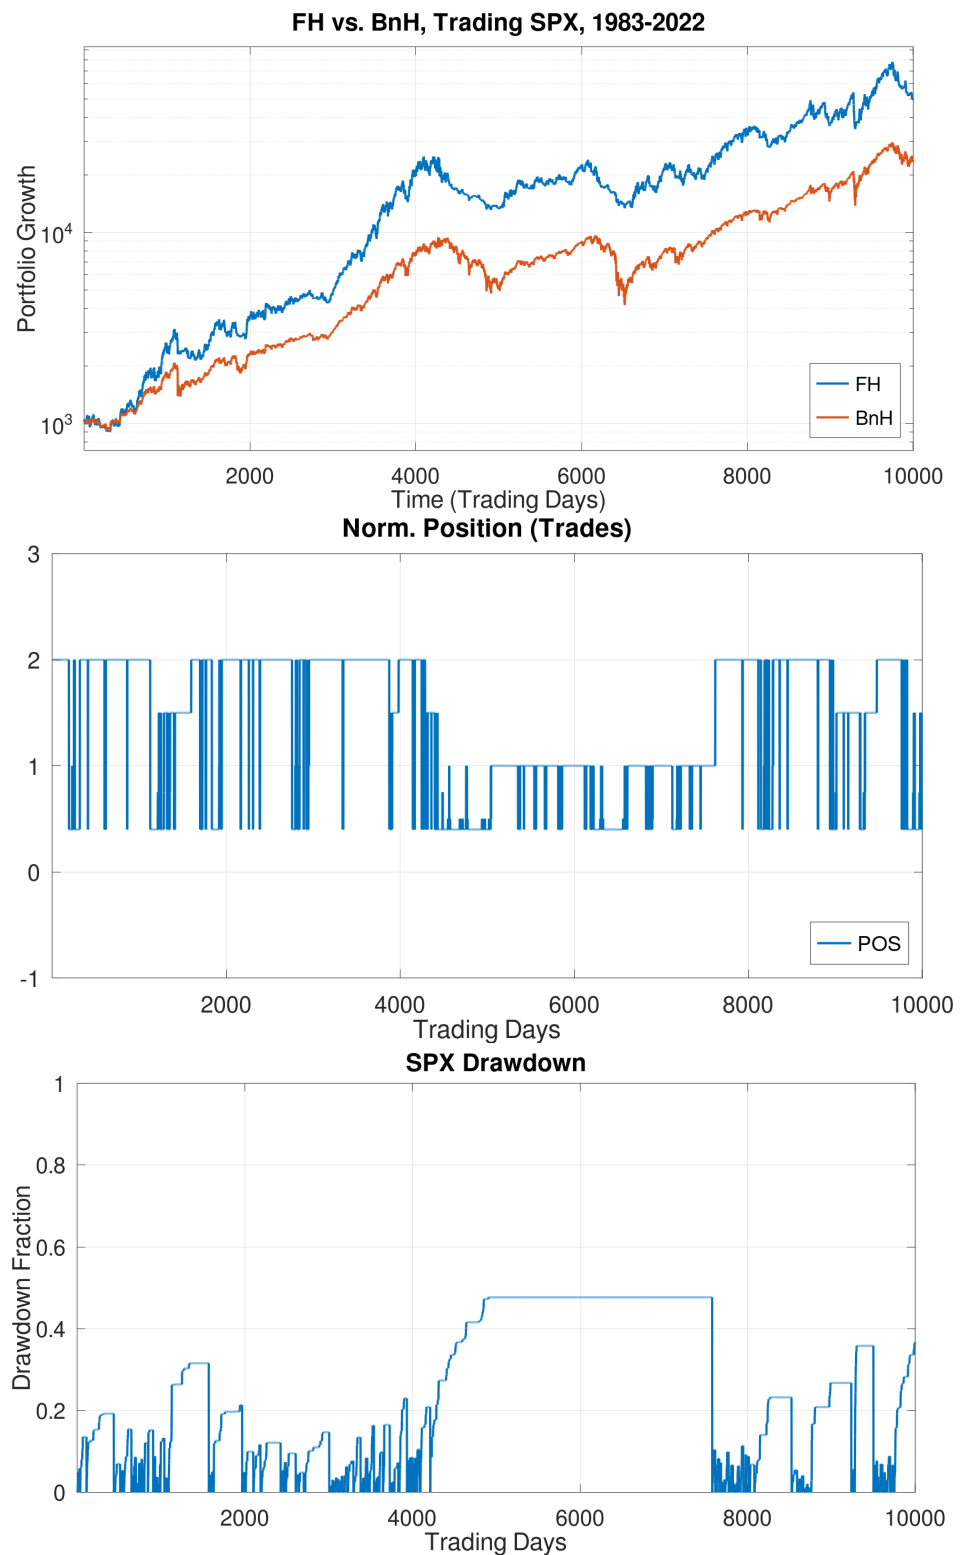 FH vs. BnH, Trading SPX, 1983-2022
Portfolio Growth
10^4
10^3
FH
BnH
2000 4000 6000 8000 10000
Time (Trading Days)
Norm. Position (Trades)
3
2
1
0
-1
POS
2000 4000 6000 8000 10000
Trading Days
SPX Drawdown
Drawdown Fraction
1
0.8
0.6
0.4
0.2
0
2000 4000 6000 8000 10000
Trading Days